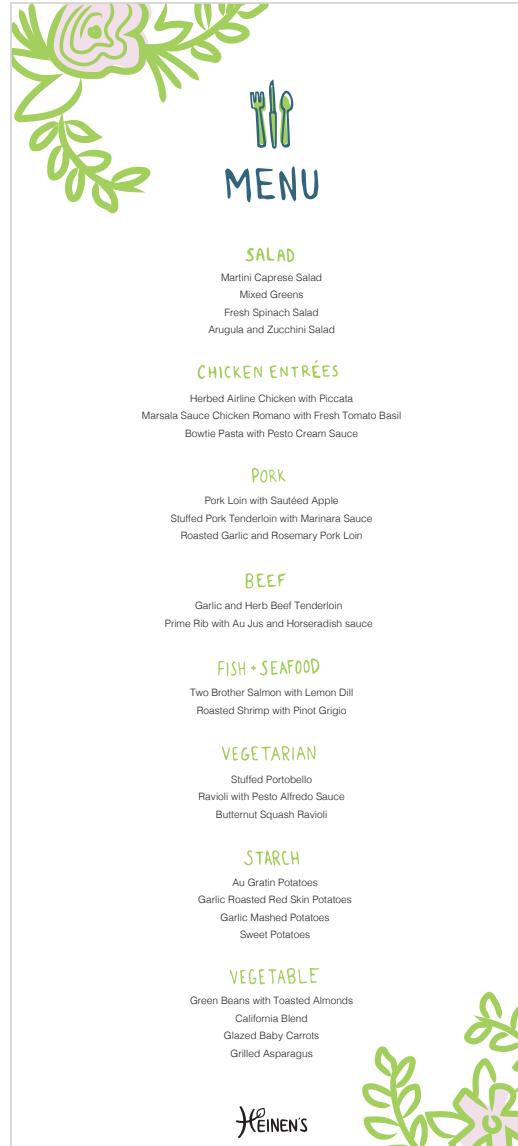 MENU
SALAD
Martini Caprese Salad
Mixed Greens
Fresh Spinach Salad
Arugula and Zucchini Salad
CHICKEN ENTRÉES
Herbed Airline Chicken with Piccata
Marsala Sauce Chicken Romano with Fresh Tomato Basil
Bowtie Pasta with Pesto Cream Sauce
PORK
Pork Loin with Sautéed Apple
Stuffed Pork Tenderloin with Marinara Sauce
Roasted Garlic and Rosemary Pork Loin
BEEF
Garlic and Herb Beef Tenderloin
Prime Rib with Au Jus and Horseradish sauce
FISH + SEAFOOD
Two Brother Salmon with Lemon Dill
Roasted Shrimp with Pinot Grigio
VEGETARIAN
Stuffed Portobello
Ravioli with Pesto Alfredo Sauce
Butternut Squash Ravioli
STARCH
Au Gratin Potatoes
Garlic Roasted Red Skin Potatoes
Garlic Mashed Potatoes
Sweet Potatoes
VEGETABLE
Green Beans with Toasted Almonds
California Blend
Glazed Baby Carrots
Grilled Asparagus
HEINEN'S